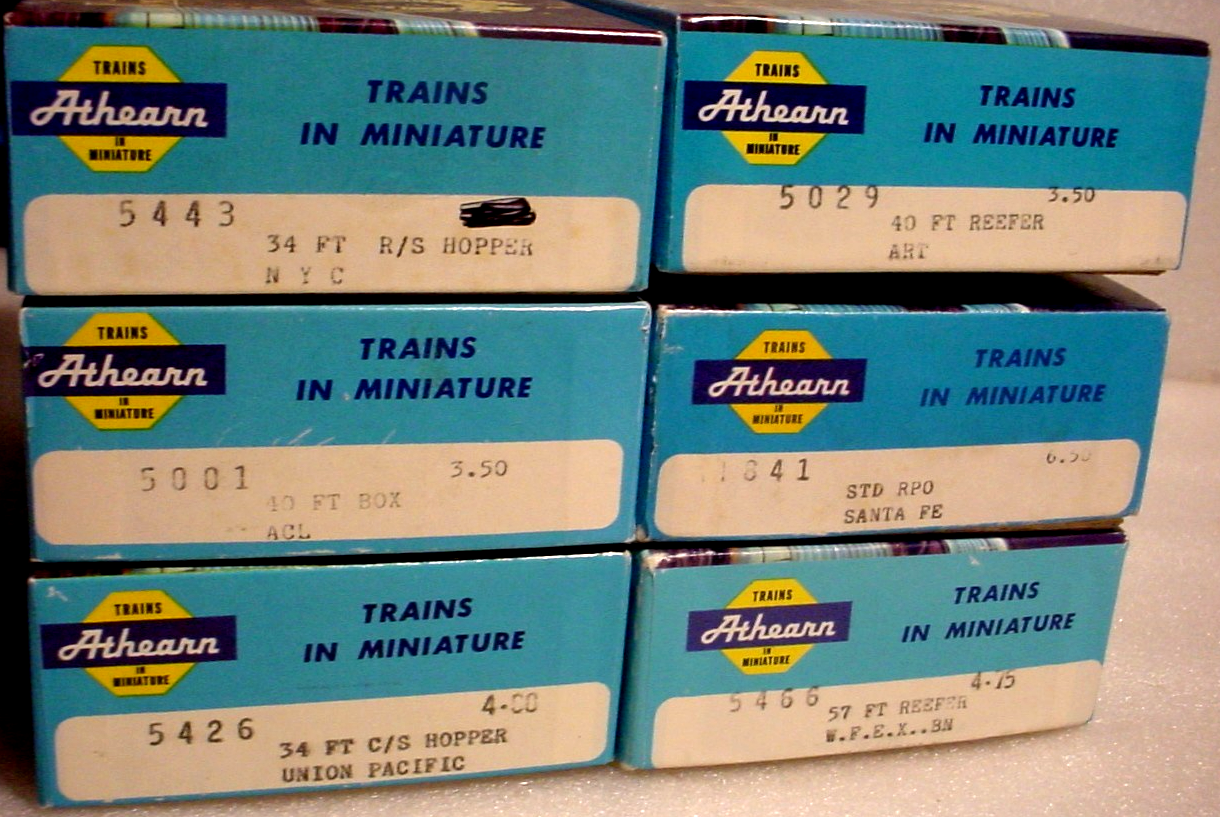 TRAINS
Athearn
IN
MINIATURE
TRAINS
IN MINIATURE
5443
34 FT R/S HOPPER
N Y C
TRAINS
Athearn
IN
MINIATURE
TRAINS
IN MINIATURE
5029 3.50
40 FT REEFER
ART
TRAINS
Athearn
IN
MINIATURE
TRAINS
IN MINIATURE
5001 3.50
40 FT BOX
ACL
TRAINS
Athearn
IN
MINIATURE
TRAINS
IN MINIATURE
1841 6.50
STD RPO
SANTA FE
TRAINS
Athearn
IN
MINIATURE
TRAINS
IN MINIATURE
5426 4.00
34 FT C/S HOPPER
UNION PACIFIC
TRAINS
Athearn
IN
MINIATURE
TRAINS
IN MINIATURE
5466 4.75
57 FT REEFER
W.F.E.X..BN